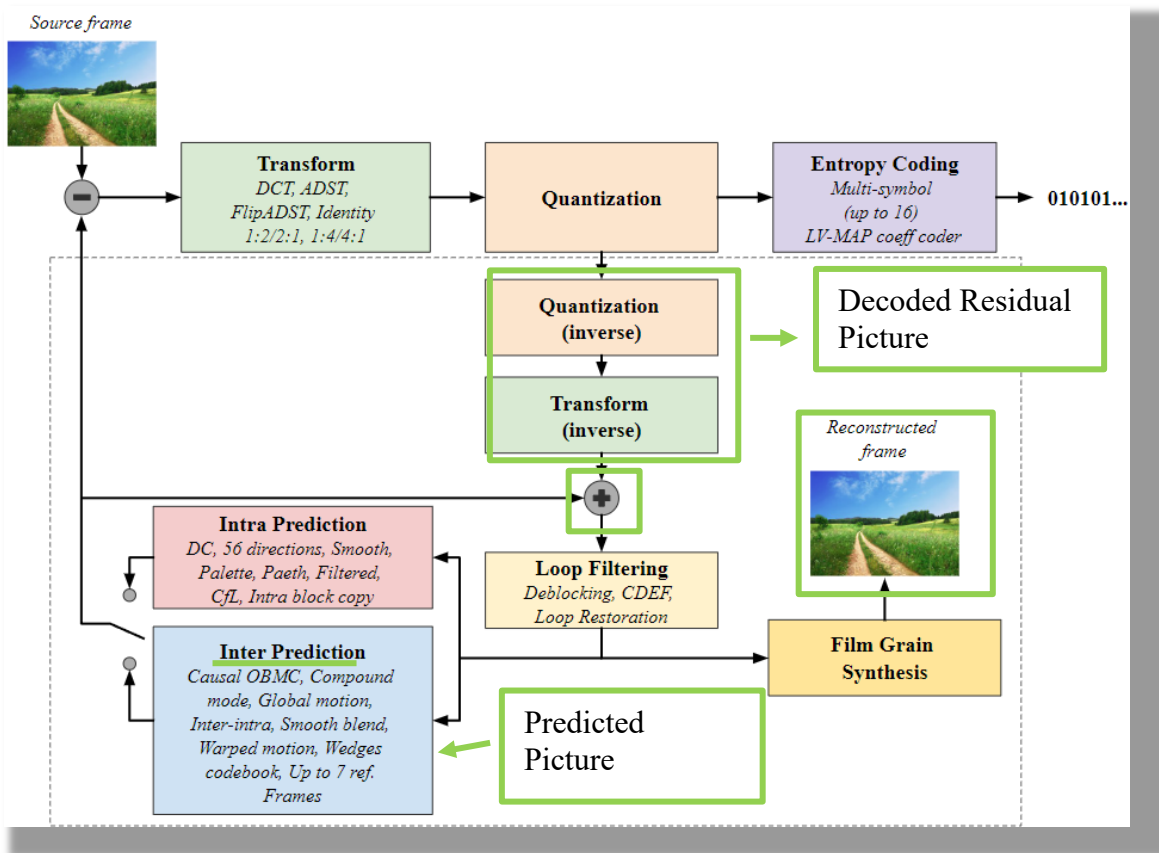 Source frame
Transform
DCT, ADST,
FlipADST, Identity
1:2/2:1, 1:4/4:1
Quantization
Entropy Coding
Multi-symbol
(up to 16)
LV-MAP coeff coder
010101...
Quantization
(inverse)
Decoded Residual
Picture
Transform
(inverse)
Reconstructed
frame
Intra Prediction
DC, 56 directions, Smooth,
Palette, Paeth, Filtered,
CfL, Intra block copy
Loop Filtering
Deblocking, CDEF,
Loop Restoration
Inter Prediction
Causal OBMC, Compound
mode, Global motion,
Inter-intra, Smooth blend,
Warped motion, Wedges
codebook, Up to 7 ref.
Frames
Film Grain
Synthesis
Predicted
Picture